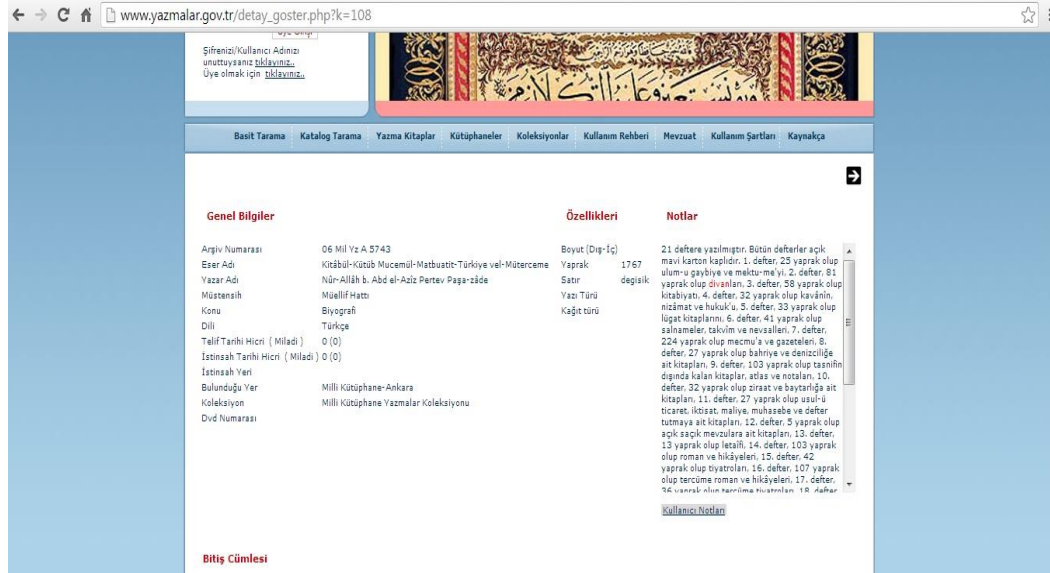 www.yazmalar.gov.tr/detay_goster.php?k=108
Şifrenizi/Kullanıcı Adınızı
unuttuysanız tıklayınız..
Üye olmak için tıklayınız..
Basit Tarama Katalog Tarama Yazma Kitaplar Kütüphaneler Koleksiyonlar Kullanım Rehberi Mevzuat Kullanım Şartları Kaynakça
Genel Bilgiler
Arşiv Numarası 06 Mil Yz A 5743
Eser Adı Kitâbül-Kütüb Mucemül-Matbuatit-Türkiye vel-Müterceme
Yazar Adı Nûr-Allâh b. Abd el-Azîz Pertev Paşa-zâde
Müstensih Müellif Hattı
Konu Biyografi
Dili Türkçe
Telif Tarihi Hicri ( Miladi ) 0 (0)
İstinsah Tarihi Hicri ( Miladi ) 0 (0)
İstinsah Yeri
Bulunduğu Yer Milli Kütüphane-Ankara
Koleksiyon Milli Kütüphane Yazmalar Koleksiyonu
Dvd Numarası
Özellikleri
Boyut (Dış-İç)
Yaprak 1767
Satır degisik
Yazı Türü
Kağıt türü
Notlar
21 deftere yazılmıştır. Bütün defterler açık
mavi karton kaplıdır. 1. defter, 25 yaprak olup
ulum-u gaybiye ve mektu-me'yi, 2. defter, 81
yaprak olup divanları, 3. defter, 58 yaprak olup
kitabiyatı, 4. defter, 32 yaprak olup kavânîn,
nizâmat ve hukuk'u, 5. defter, 33 yaprak olup
lügat kitaplarını, 6. defter, 41 yaprak olup
salnameler, takvîm ve nevsalleri, 7. defter,
224 yaprak olup mecmu'a ve gazeteleri, 8.
defter, 27 yaprak olup bahriye ve denizciliğe
ait kitapları, 9. defter, 103 yaprak olup tasnifin
dışında kalan kitaplar, atlas ve notaları, 10.
defter, 32 yaprak olup ziraat ve baytarlığa ait
kitapları, 11. defter, 27 yaprak olup usul-ü
ticaret, iktisat, maliye, muhasebe ve defter
tutmaya ait kitapları, 12. defter, 5 yaprak olup
açık saçık mevzulara ait kitapları, 13. defter,
13 yaprak olup letaifi, 14. defter, 103 yaprak
olup roman ve hikâyeleri, 15. defter, 42
yaprak olup tiyatroları, 16. defter, 107 yaprak
olup tercüme roman ve hikâyeleri, 17. defter,
36 yaprak olup tercüme tiyatroları, 18. defter,
Kullanıcı Notları
Bitiş Cümlesi